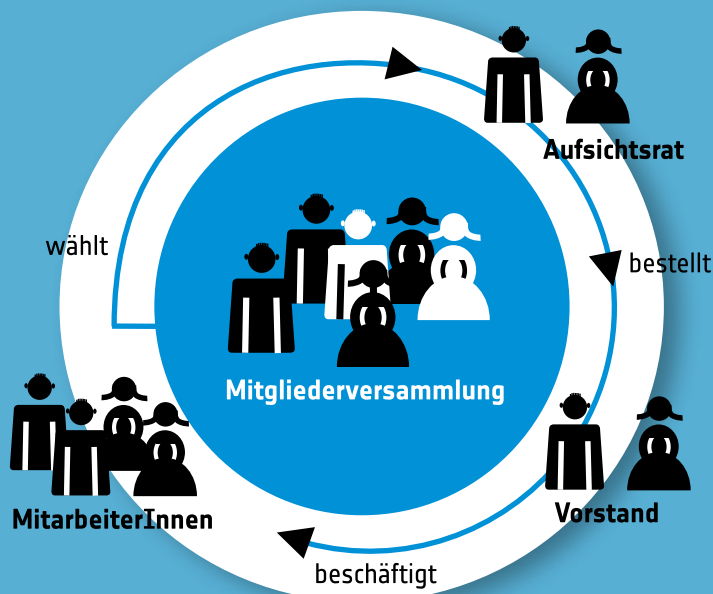 Aufsichtsrat
wählt
bestellt
Mitgliederversammlung
MitarbeiterInnen
Vorstand
beschäftigt